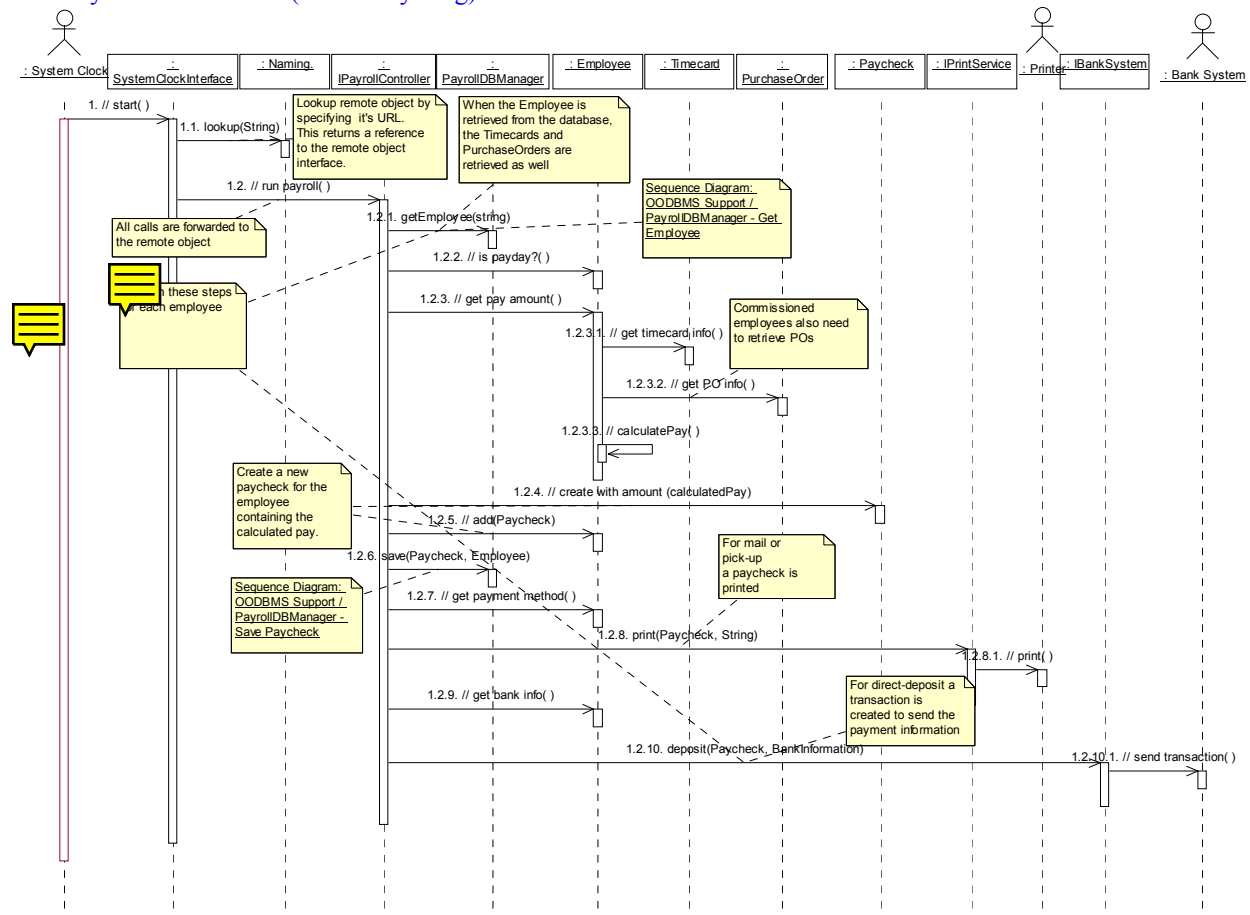 : System Clock
:
SystemClockInterface
: Naming.
:
IPayrollController
:
PayrollDBManager
: Employee
: Timecard
:
PurchaseOrder
: Paycheck
: IPrintService
: Printer
: IBankSystem
: Bank System
1. // start( )
1.1. lookup(String)
Lookup remote object by
specifying it's URL.
This returns a reference
to the remote object
interface.
When the Employee is
retrieved from the database,
the Timecards and
PurchaseOrders are
retrieved as well
1.2. // run payroll( )
All calls are forwarded to
the remote object
1.2.1. getEmployee(string)
Sequence Diagram:
OODBMS Support /
PayrollDBManager - Get
Employee
1.2.2. // is payday?( )
these steps
each employee
1.2.3. // get pay amount( )
Commissioned
employees also need
to retrieve POs
1.2.3.1. // get timecard info( )
1.2.3.2. // get PO info( )
1.2.3.3. // calculatePay( )
Create a new
paycheck for the
employee
containing the
calculated pay.
1.2.4. // create with amount (calculatedPay)
1.2.5. // add(Paycheck)
1.2.6. save(Paycheck, Employee)
For mail or
pick-up
a paycheck is
printed
Sequence Diagram:
OODBMS Support /
PayrollDBManager -
Save Paycheck
1.2.7. // get payment method( )
1.2.8. print(Paycheck, String)
1.2.8.1. // print( )
1.2.9. // get bank info( )
For direct-deposit a
transaction is
created to send the
payment information
1.2.10. deposit(Paycheck, BankInformation)
1.2.10.1. // send transaction( )